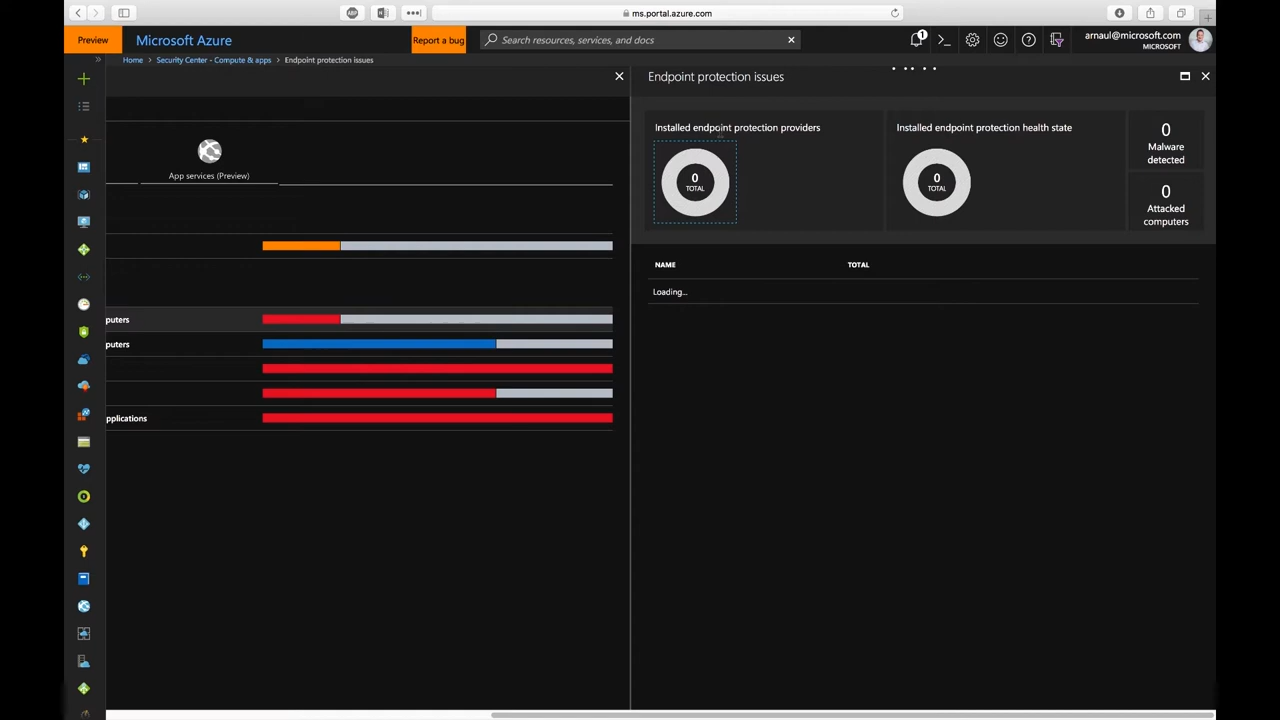 ms.portal.azure.com
Preview
Microsoft Azure
Report a bug
Search resources, services, and docs
1
arnaul@microsoft.com
MICROSOFT
Home > Security Center - Compute & apps > Endpoint protection issues
App services (Preview)
puters
puters
pplications
Endpoint protection issues
Installed endpoint protection providers
0
TOTAL
Installed endpoint protection health state
0
TOTAL
0
Malware
detected
0
Attacked
computers
NAME TOTAL
Loading...